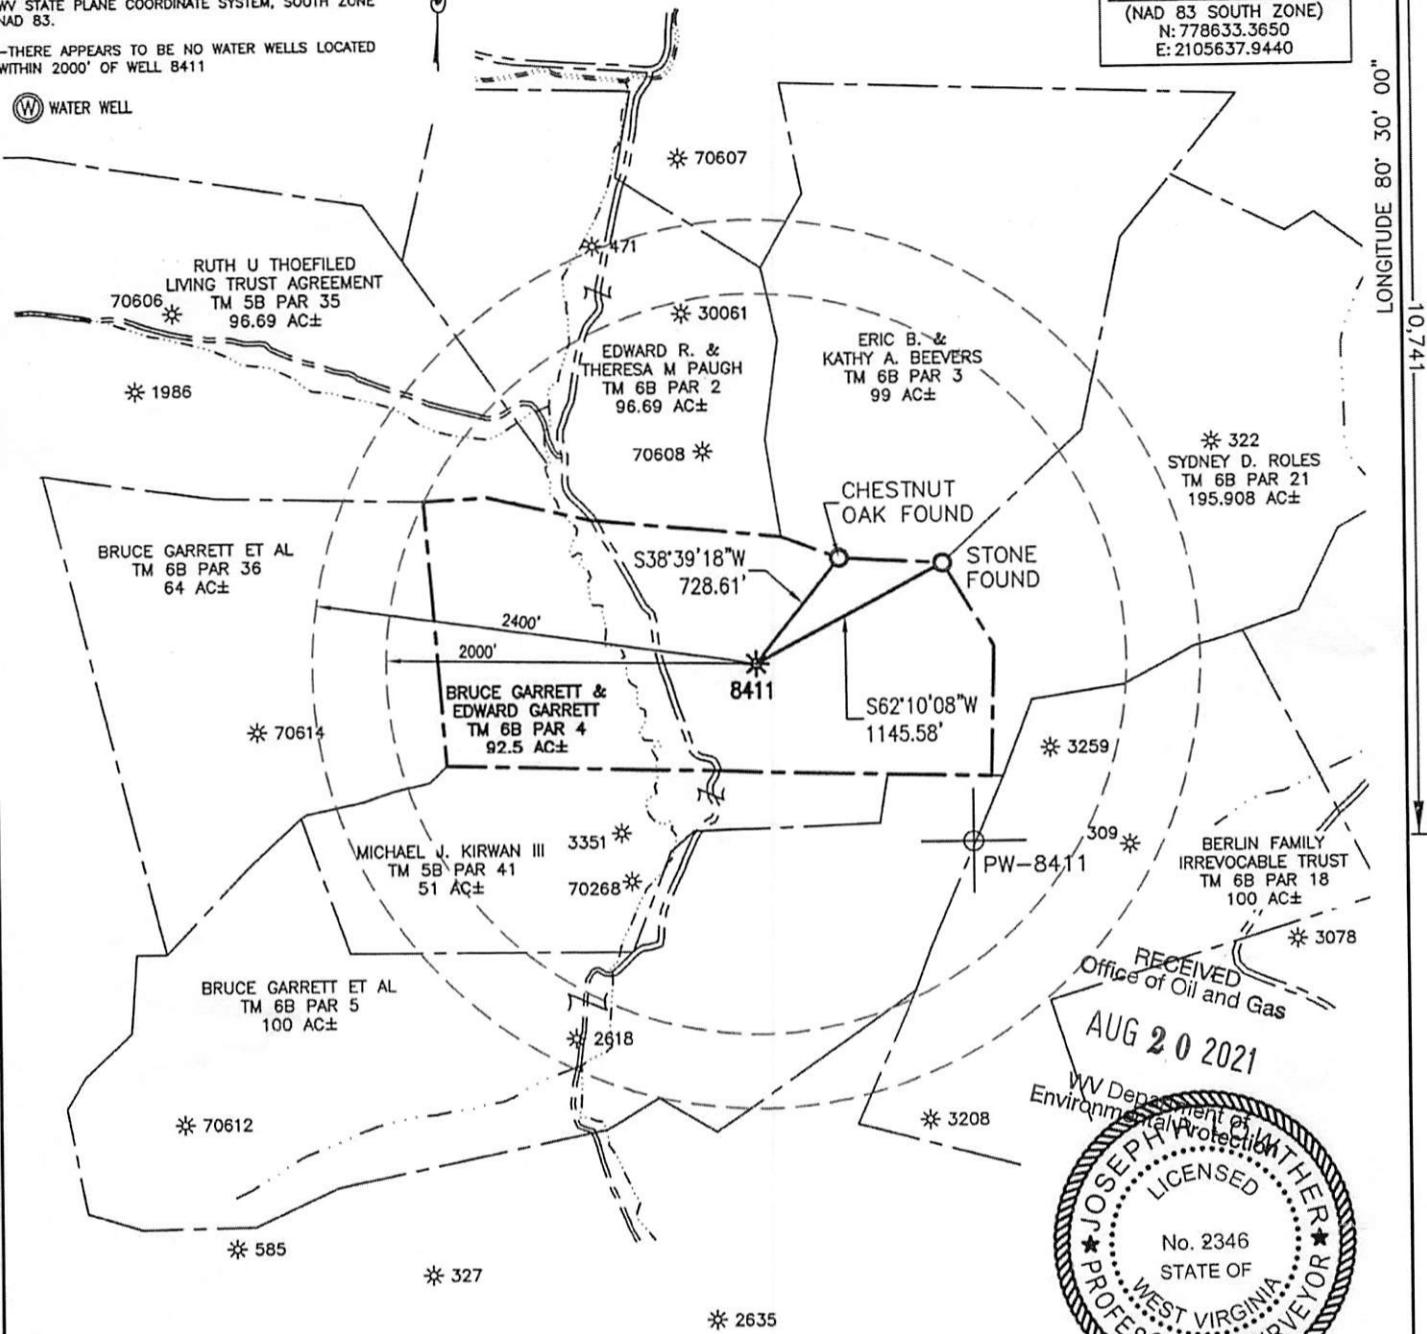 WV STATE PLANE COORDINATE SYSTEM, SOUTH ZONE
NAD 83.
-THERE APPEARS TO BE NO WATER WELLS LOCATED
WITHIN 2000' OF WELL 8411
W WATER WELL
(NAD 83 SOUTH ZONE)
N: 778633.3650
E: 2105637.9440
LONGITUDE 80° 30' 00"
10,741
70607
471
RUTH U THOEFILED
LIVING TRUST AGREEMENT
TM 5B PAR 35
96.69 AC±
70606
1986
30061
EDWARD R. &
THERESA M PAUGH
TM 6B PAR 2
96.69 AC±
70608
ERIC B. &
KATHY A. BEEVERS
TM 6B PAR 3
99 AC±
322
SYDNEY D. ROLES
TM 6B PAR 21
195.908 AC±
CHESTNUT
OAK FOUND
STONE
FOUND
S38°39'18"W
728.61'
BRUCE GARRETT ET AL
TM 6B PAR 36
64 AC±
2400'
2000'
8411
S62°10'08"W
1145.58'
BRUCE GARRETT &
EDWARD GARRETT
TM 6B PAR 4
92.5 AC±
70614
3259
309
PW-8411
BERLIN FAMILY
IRREVOCABLE TRUST
TM 6B PAR 18
100 AC±
3078
MICHAEL J. KIRWAN III
TM 5B PAR 41
51 AC±
3351
70268
BRUCE GARRETT ET AL
TM 6B PAR 5
100 AC±
2618
70612
3208
585
327
2635
RECEIVED
Office of Oil and Gas
AUG 20 2021
WV Department of
Environmental Protection
JOSEPH W. LOWTHER
LICENSED
No. 2346
STATE OF
WEST VIRGINIA